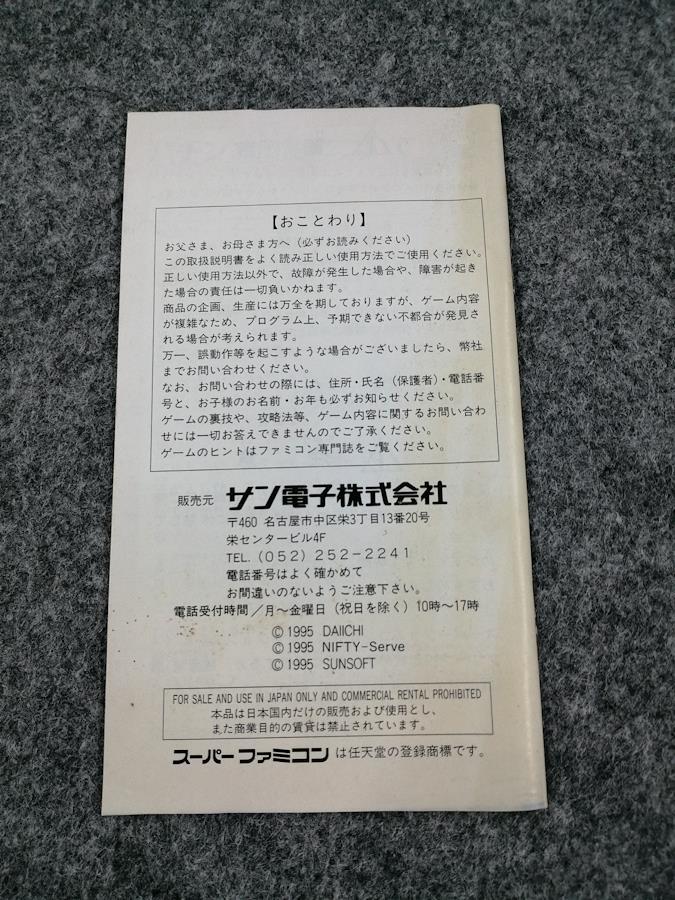 【おことわり】
お父さま、お母さま方へ（必ずお読みください）
この取扱説明書をよく読み正しい使用方法でご使用ください。
正しい使用方法以外で、故障が発生した場合や、障害が起き
た場合の責任は一切負いかねます。
商品の企画、生産には万全を期しておりますが、ゲーム内容
が複雑なため、プログラム上、予期できない不都合が発見さ
れる場合が考えられます。
万一、誤動作等を起こすような場合がございましたら、幣社
までお問い合わせください。
なお、お問い合わせの際には、住所・氏名（保護者）・電話番
号と、お子様のお名前・お年も必ずお知らせください。
ゲームの裏技や、攻略法等、ゲーム内容に関するお問い合わ
せには一切お答えできませんのでご了承ください。
ゲームのヒントはファミコン専門誌をご覧ください。
販売元 サン電子株式会社
〒460 名古屋市中区栄3丁目13番20号
栄センタービル4F
TEL.（052）252-2241
電話番号はよく確かめて
お間違いのないようご注意下さい。
電話受付時間／月〜金曜日（祝日を除く）10時〜17時
© 1995 DAIICHI
© 1995 NIFTY-Serve
© 1995 SUNSOFT
FOR SALE AND USE IN JAPAN ONLY AND COMMERCIAL RENTAL PROHIBITED
本品は日本国内だけの販売および使用とし、
また商業目的の賃貸は禁止されています。
スーパーファミコンは任天堂の登録商標です。